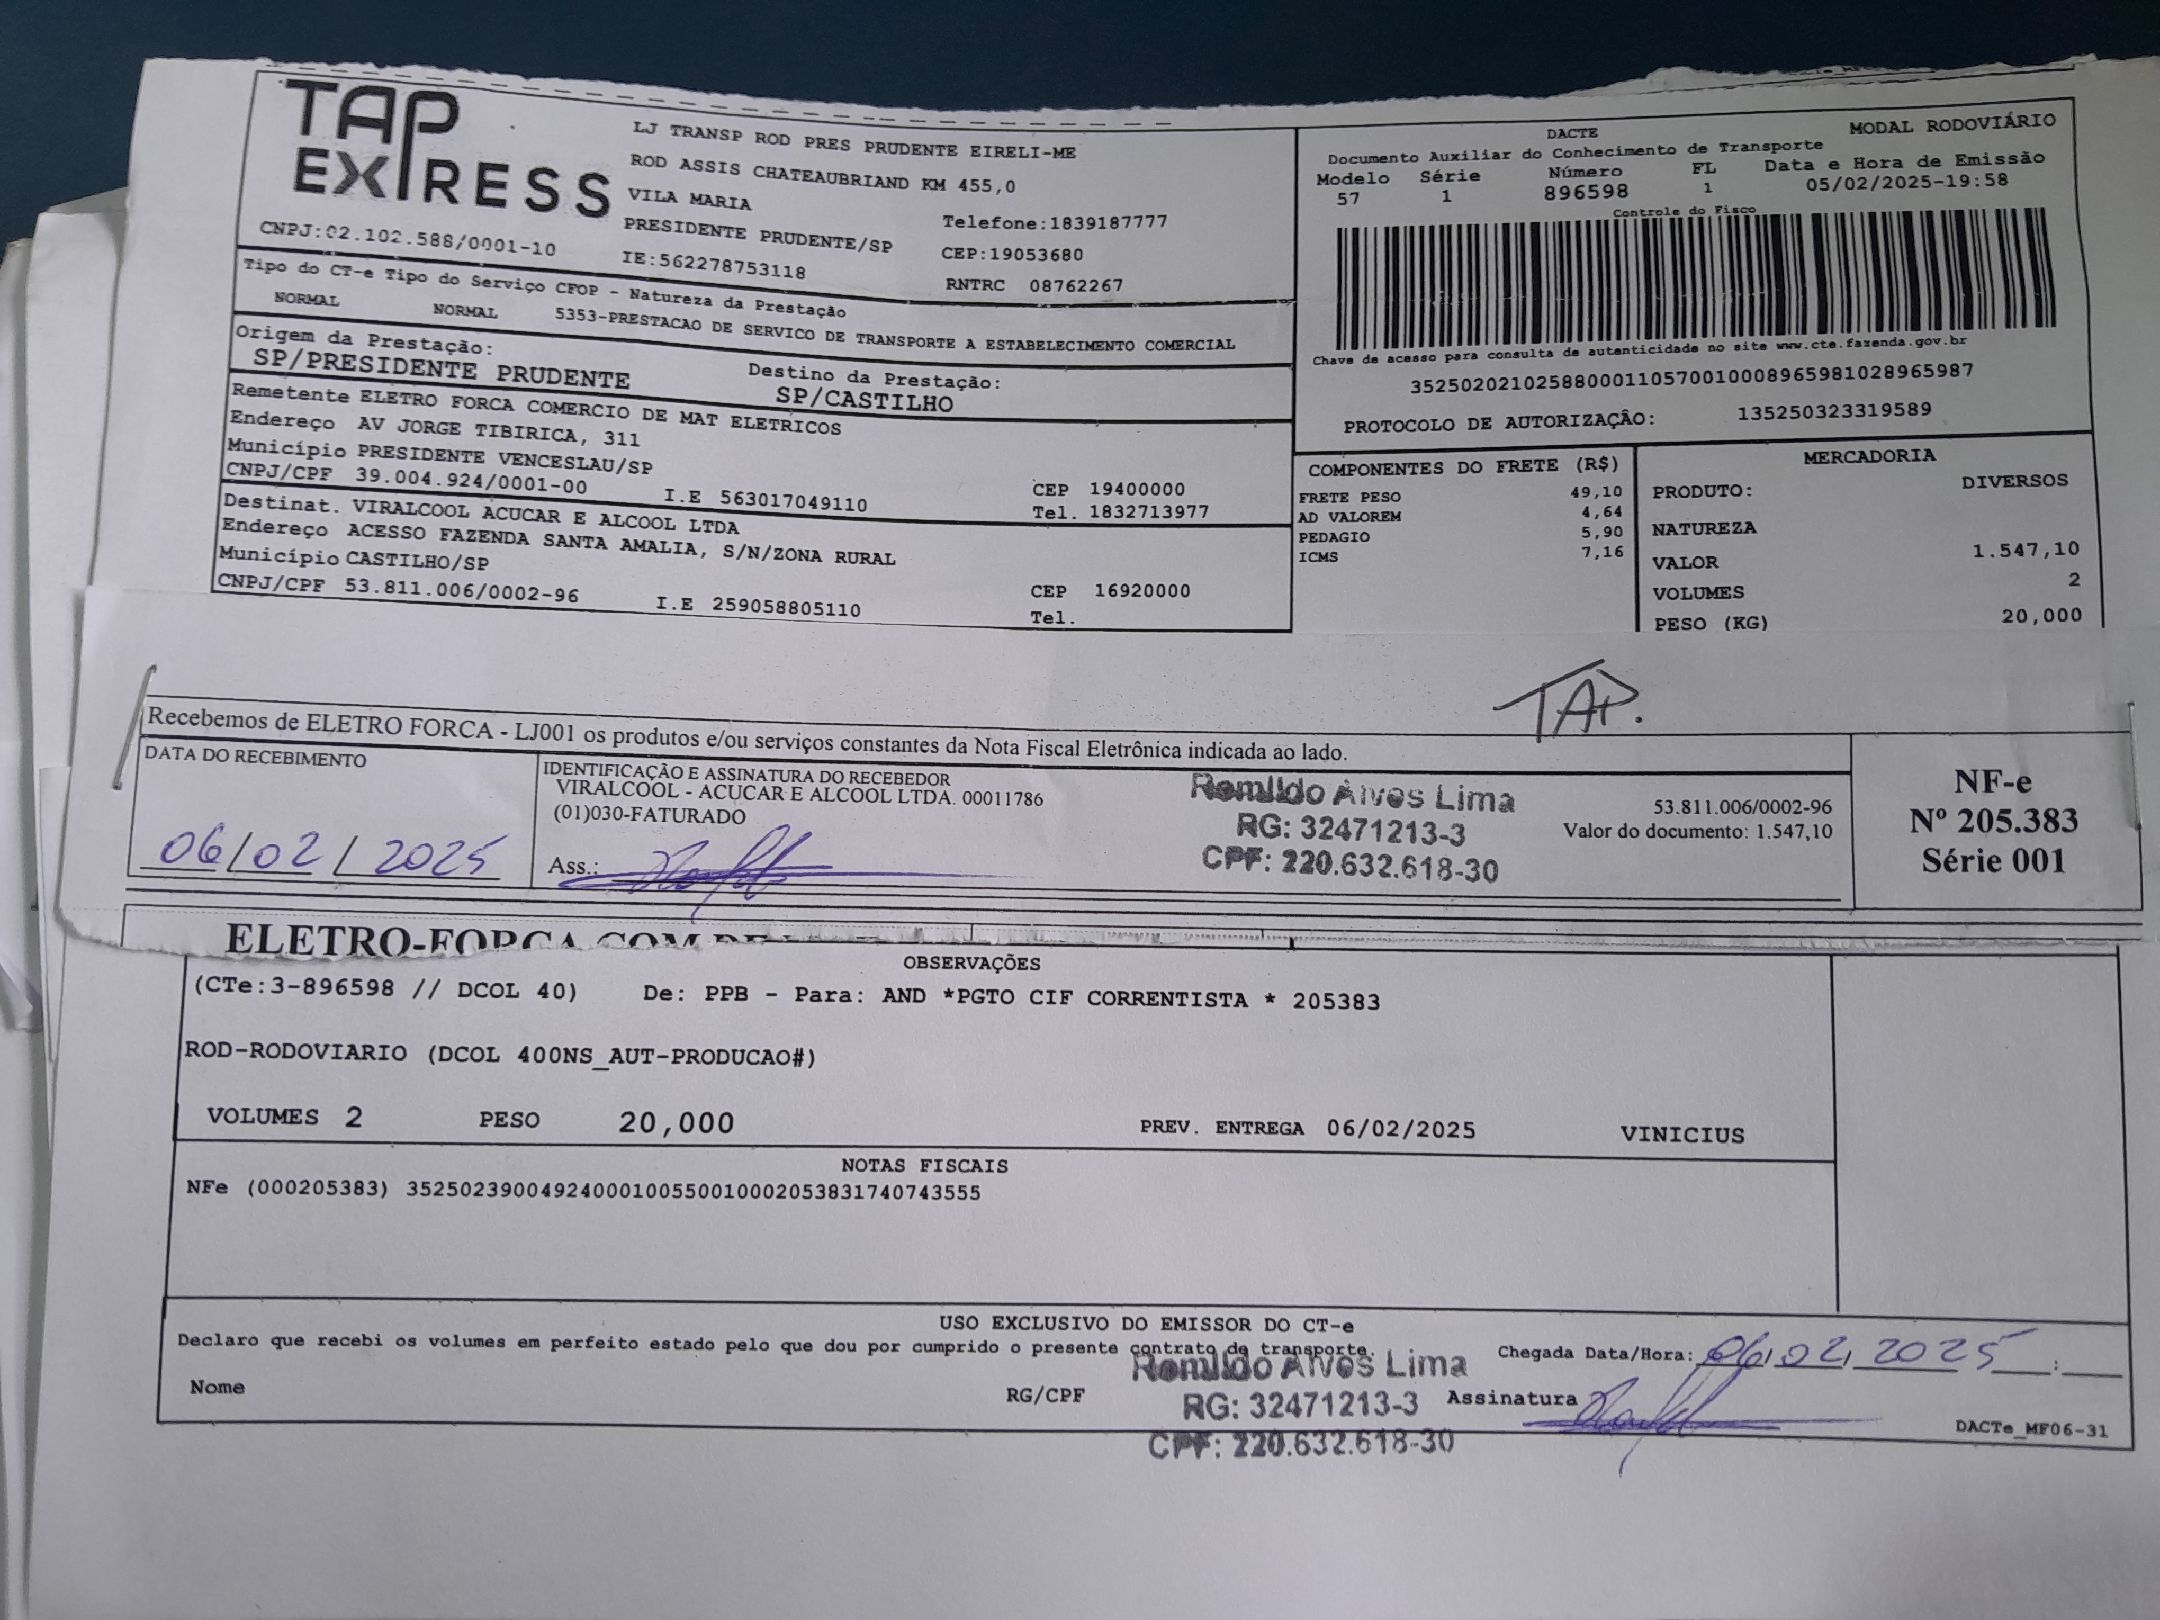 TAP EXPRESS
LJ TRANSP ROD PRES PRUDENTE EIRELI-ME
ROD ASSIS CHATEAUBRIAND KM 455,0
VILA MARIA
PRESIDENTE PRUDENTE/SP Telefone:1839187777
CNPJ:02.102.588/0001-10 IE:562278753118 CEP:19053680
RNTRC 08762267
DACTE MODAL RODOVIÁRIO
Documento Auxiliar do Conhecimento de Transporte
Modelo Série Número FL Data e Hora de Emissão
57 1 896598 1 05/02/2025-19:58
Controle do Fisco
Chave de acesso para consulta de autenticidade no site www.cte.fazenda.gov.br
35250202102588000110570010008965981028965987
PROTOCOLO DE AUTORIZAÇÃO: 135250323319589
Tipo do CT-e Tipo do Serviço CFOP - Natureza da Prestação
NORMAL NORMAL 5353-PRESTACAO DE SERVICO DE TRANSPORTE A ESTABELECIMENTO COMERCIAL
Origem da Prestação: Destino da Prestação:
SP/PRESIDENTE PRUDENTE SP/CASTILHO
Remetente ELETRO FORCA COMERCIO DE MAT ELETRICOS
Endereço AV JORGE TIBIRICA, 311
Município PRESIDENTE VENCESLAU/SP CEP 19400000
CNPJ/CPF 39.004.924/0001-00 I.E 563017049110 Tel. 1832713977
Destinat. VIRALCOOL ACUCAR E ALCOOL LTDA
Endereço ACESSO FAZENDA SANTA AMALIA, S/N/ZONA RURAL
Município CASTILHO/SP CEP 16920000
CNPJ/CPF 53.811.006/0002-96 I.E 259058805110 Tel.
COMPONENTES DO FRETE (R$)
FRETE PESO 49,10
AD VALOREM 4,64
PEDAGIO 5,90
ICMS 7,16
MERCADORIA
PRODUTO: DIVERSOS
NATUREZA
VALOR 1.547,10
VOLUMES 2
PESO (KG) 20,000
TAP.
Recebemos de ELETRO FORCA - LJ001 os produtos e/ou serviços constantes da Nota Fiscal Eletrônica indicada ao lado.
DATA DO RECEBIMENTO
06/02/2025
IDENTIFICAÇÃO E ASSINATURA DO RECEBEDOR
VIRALCOOL - ACUCAR E ALCOOL LTDA. 00011786
(01)030-FATURADO
Ass.:
Romildo Alves Lima
RG: 32471213-3
CPF: 220.632.618-30
53.811.006/0002-96
Valor do documento: 1.547,10
NF-e
Nº 205.383
Série 001
ELETRO-FORCA COM
OBSERVAÇÕES
(CTe:3-896598 // DCOL 40) De: PPB - Para: AND *PGTO CIF CORRENTISTA * 205383
ROD-RODOVIARIO (DCOL 400NS_AUT-PRODUCAO#)
VOLUMES 2 PESO 20,000 PREV. ENTREGA 06/02/2025 VINICIUS
NOTAS FISCAIS
NFe (000205383) 35250239004924000100550010002053831740743555
USO EXCLUSIVO DO EMISSOR DO CT-e
Declaro que recebi os volumes em perfeito estado pelo que dou por cumprido o presente contrato de transporte.
Chegada Data/Hora: 06/02/2025 :
Nome RG/CPF
Romildo Alves Lima
RG: 32471213-3
CPF: 220.632.618-30
Assinatura
DACTe_MF06-31